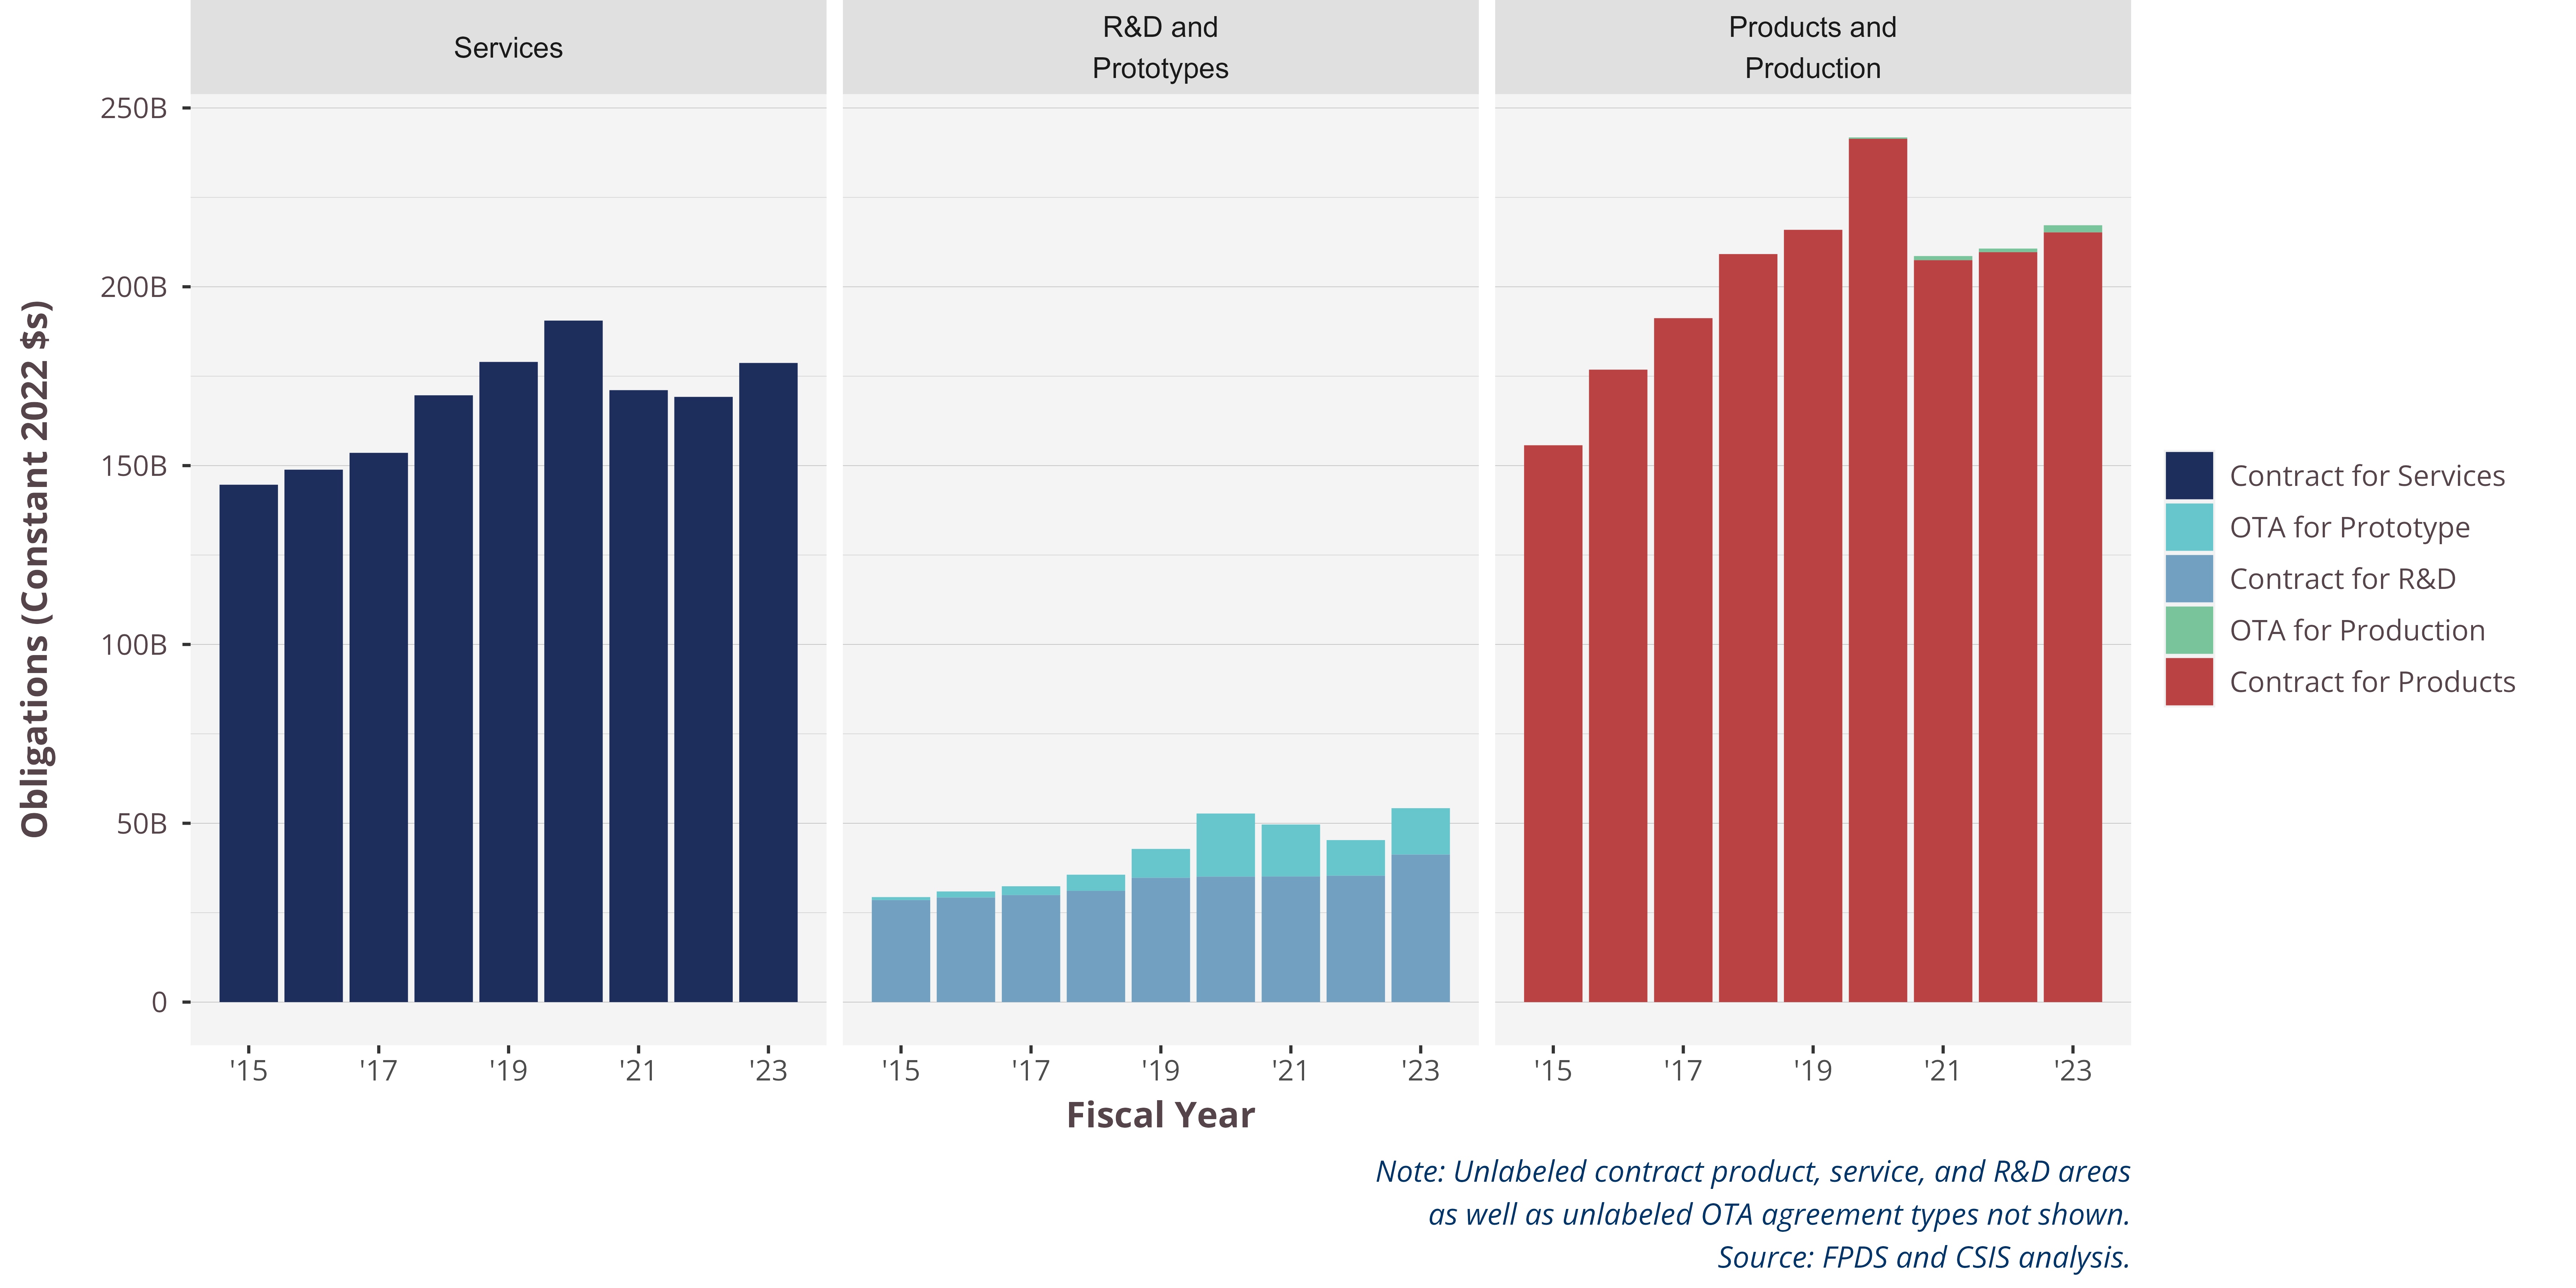 Services
R&D and
Prototypes
Products and
Production
250B
200B
150B
100B
50B
0
Obligations (Constant 2022 $s)
'15 '17 '19 '21 '23
'15 '17 '19 '21 '23
'15 '17 '19 '21 '23
Fiscal Year
Contract for Services
OTA for Prototype
Contract for R&D
OTA for Production
Contract for Products
Note: Unlabeled contract product, service, and R&D areas
as well as unlabeled OTA agreement types not shown.
Source: FPDS and CSIS analysis.